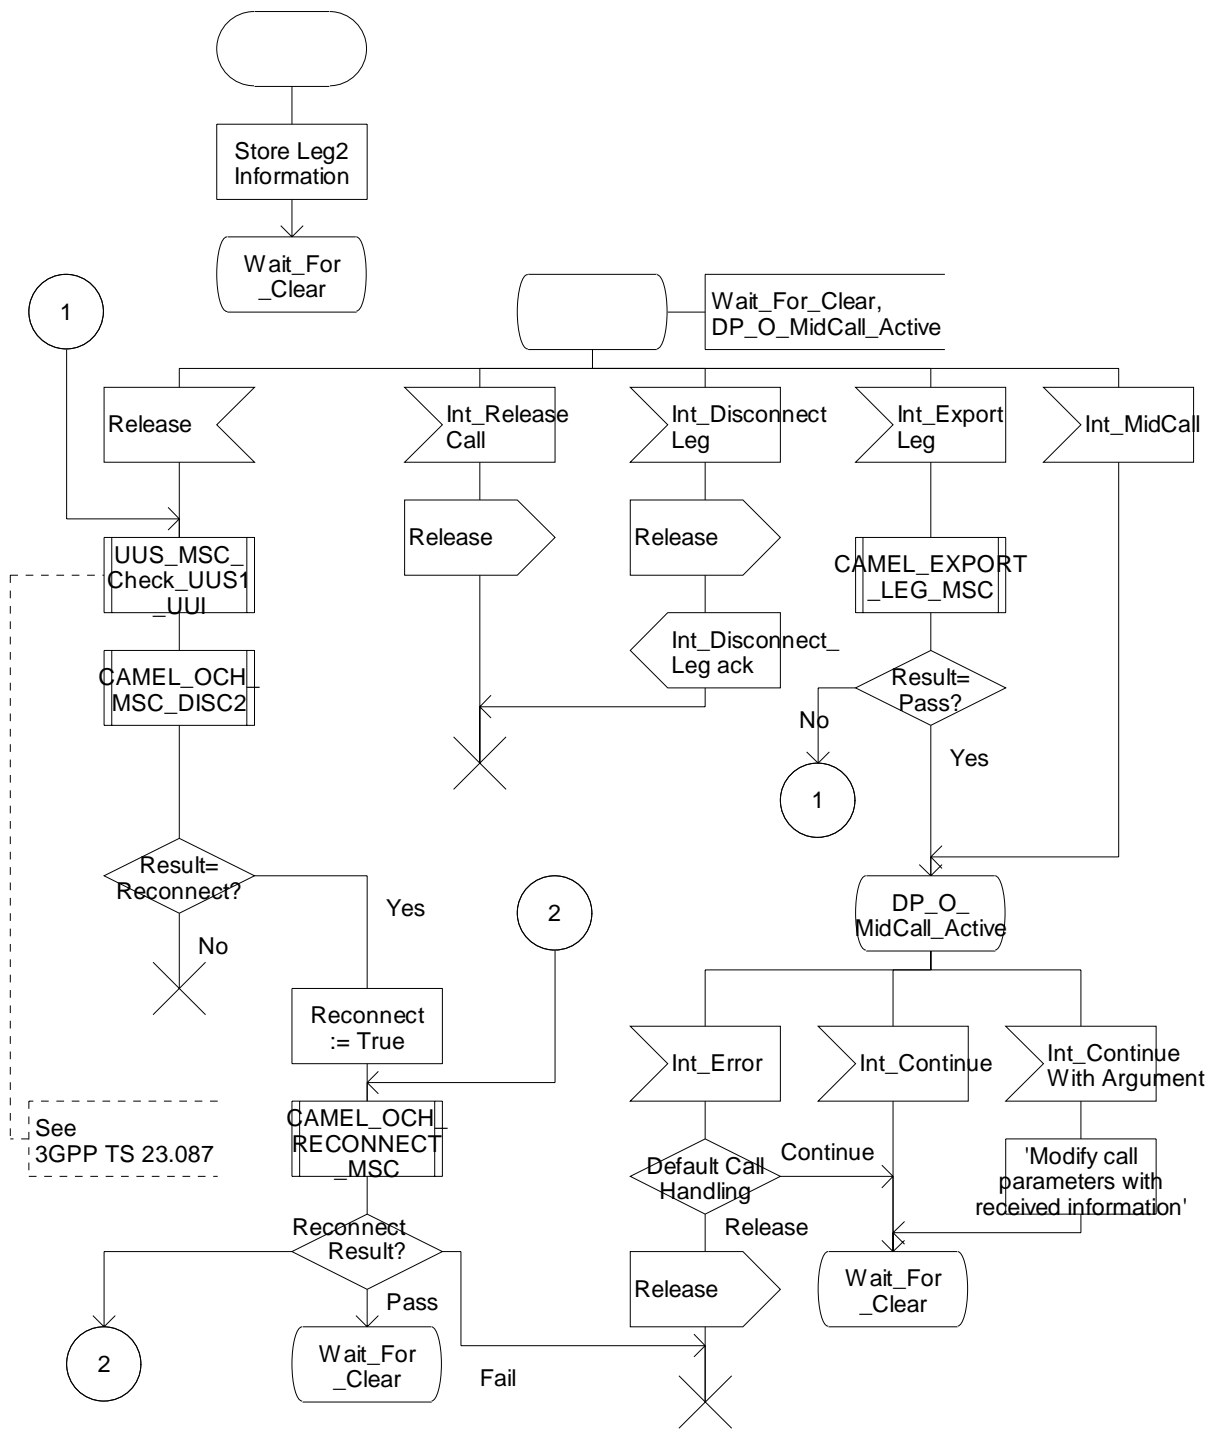 Store Leg2
Information
Wait_For
_Clear
1
Wait_For_Clear,
DP_O_MidCall_Active
Release
Int_Release
Call
Int_Disconnect
Leg
Int_Export
Leg
Int_MidCall
Release
Release
UUS_MSC_
Check_UUS1
_UUI
CAMEL_EXPORT
_LEG_MSC
Int_Disconnect_
Leg ack
CAMEL_OCH_
MSC_DISC2
Result=
Pass?
No
Yes
1
Result=
Reconnect?
Yes
No
2
DP_O_
MidCall_Active
Reconnect
:= True
Int_Error
Int_Continue
Int_Continue
With Argument
See
3GPP TS 23.087
CAMEL_OCH_
RECONNECT
_MSC
Default Call
Handling
Continue
'Modify call
parameters with
received information'
Release
Reconnect
Result?
Release
Wait_For
_Clear
Pass
2
Wait_For
_Clear
Fail